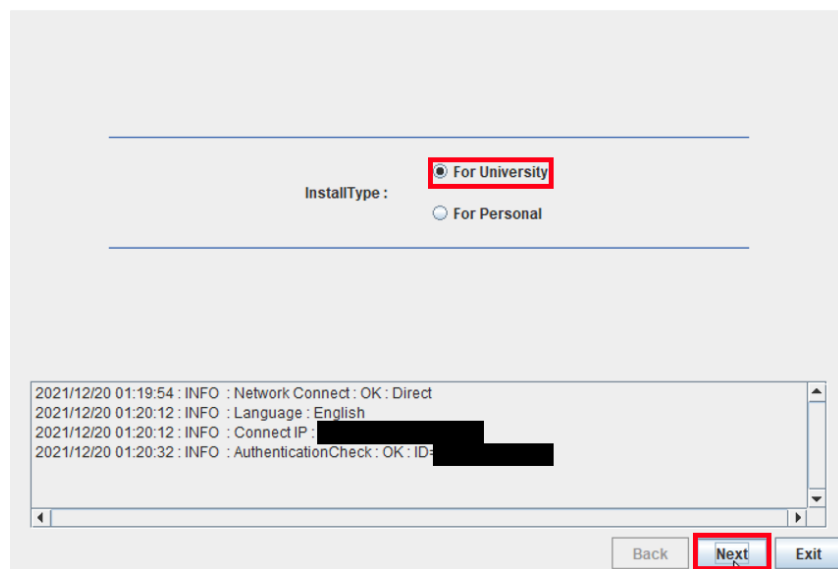 For University
InstallType :
For Personal
2021/12/20 01:19:54 : INFO : Network Connect : OK : Direct
2021/12/20 01:20:12 : INFO : Language : English
2021/12/20 01:20:12 : INFO : Connect IP :
2021/12/20 01:20:32 : INFO : AuthenticationCheck : OK : ID=
Back Next Exit